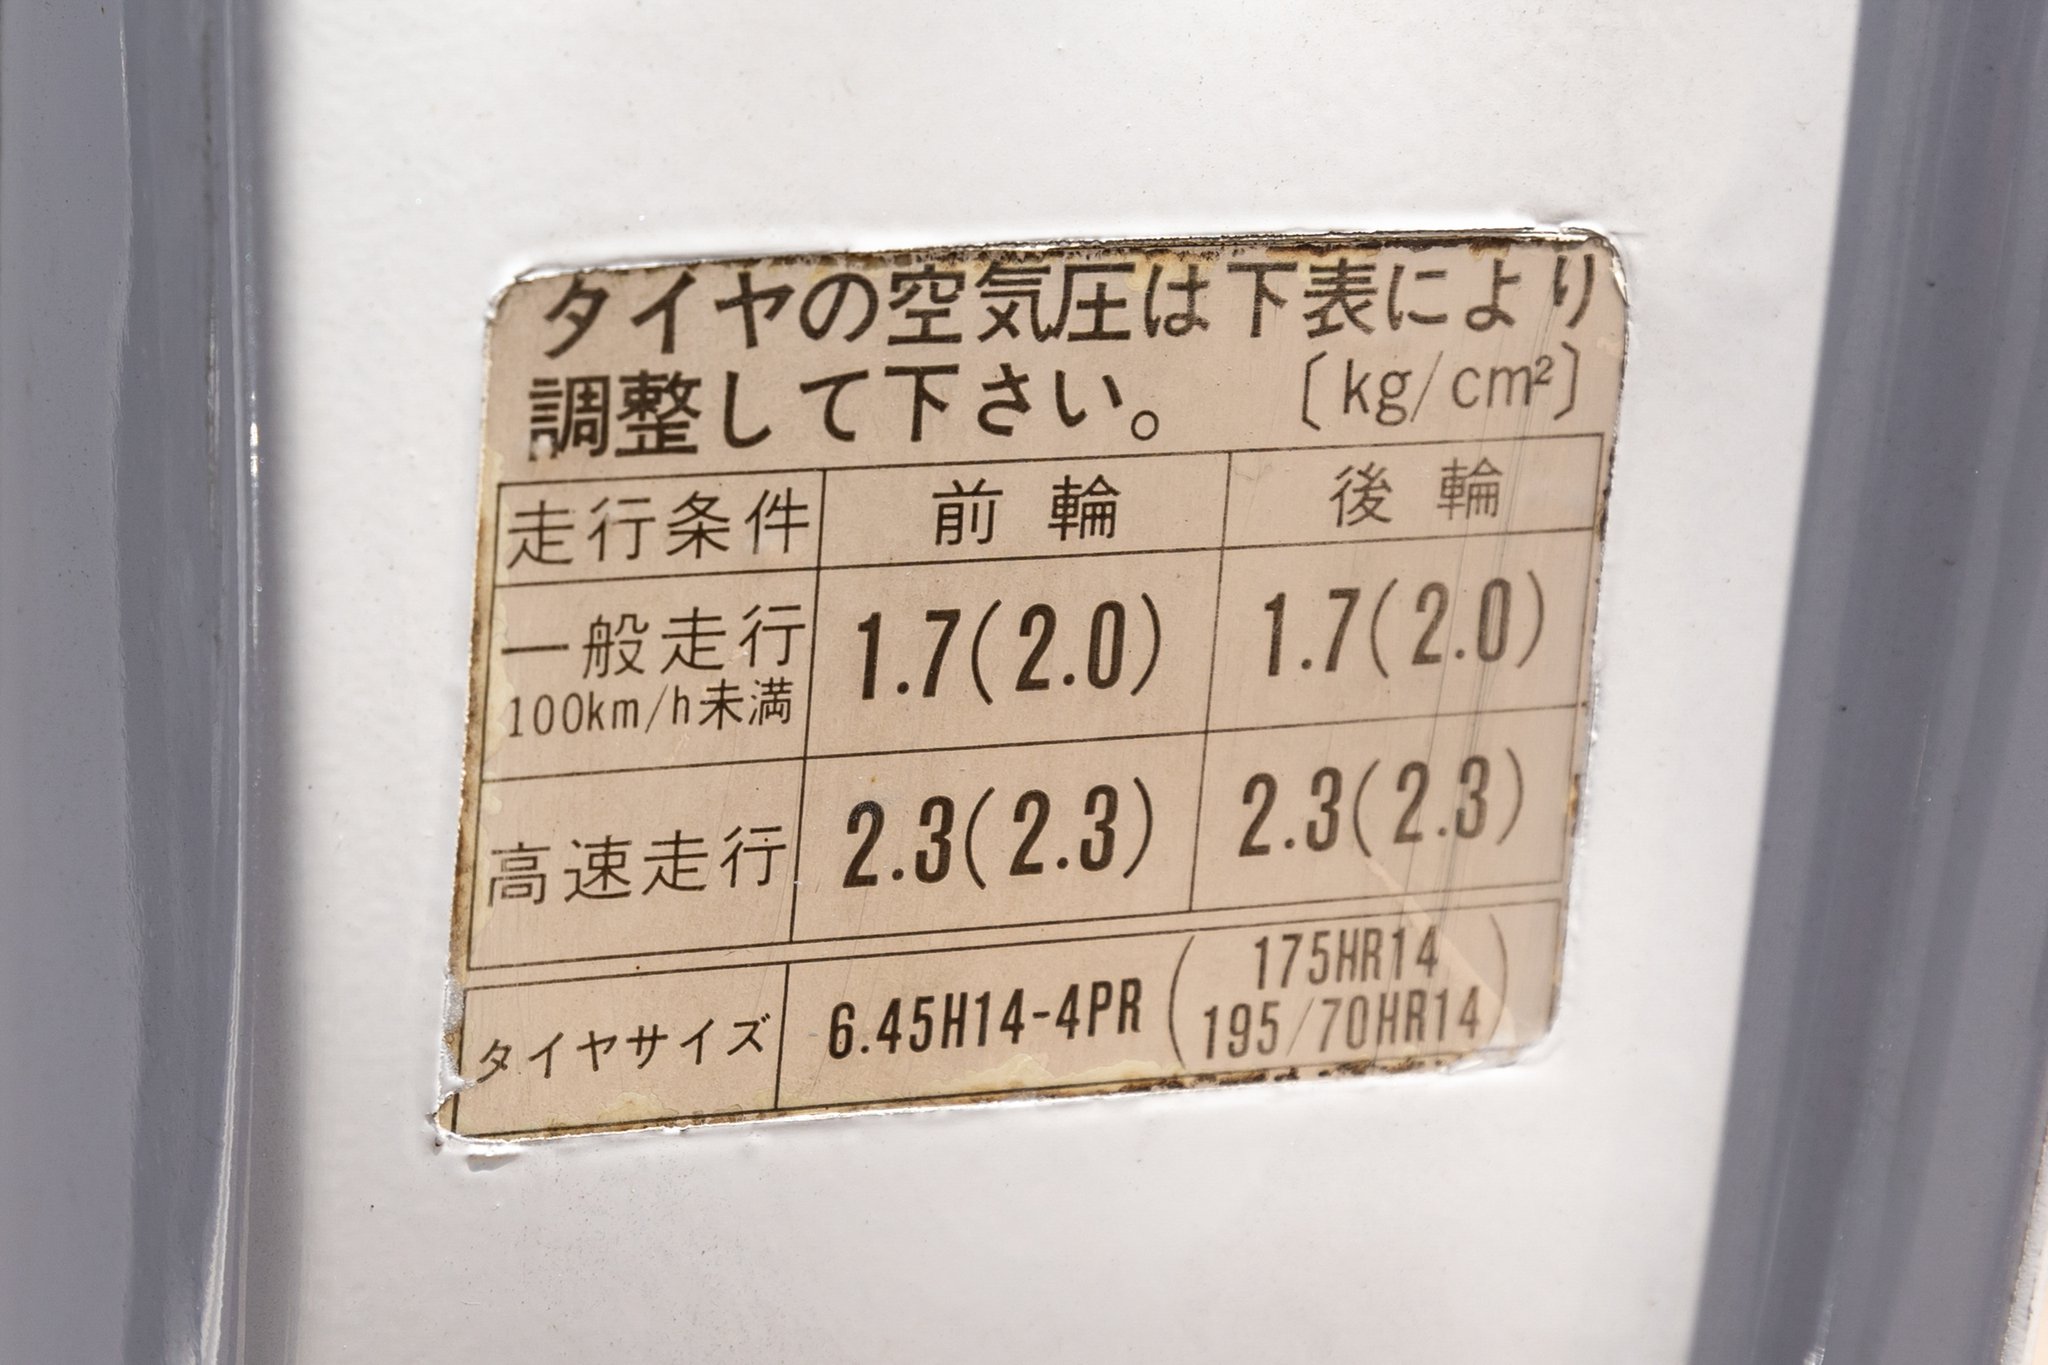 タイヤの空気圧は下表により
調整して下さい。 〔kg/cm²〕
走行条件 前輪 後輪
一般走行 1.7(2.0) 1.7(2.0)
100km/h未満
高速走行 2.3(2.3) 2.3(2.3)
タイヤサイズ 6.45H14-4PR (175HR14
195/70HR14)